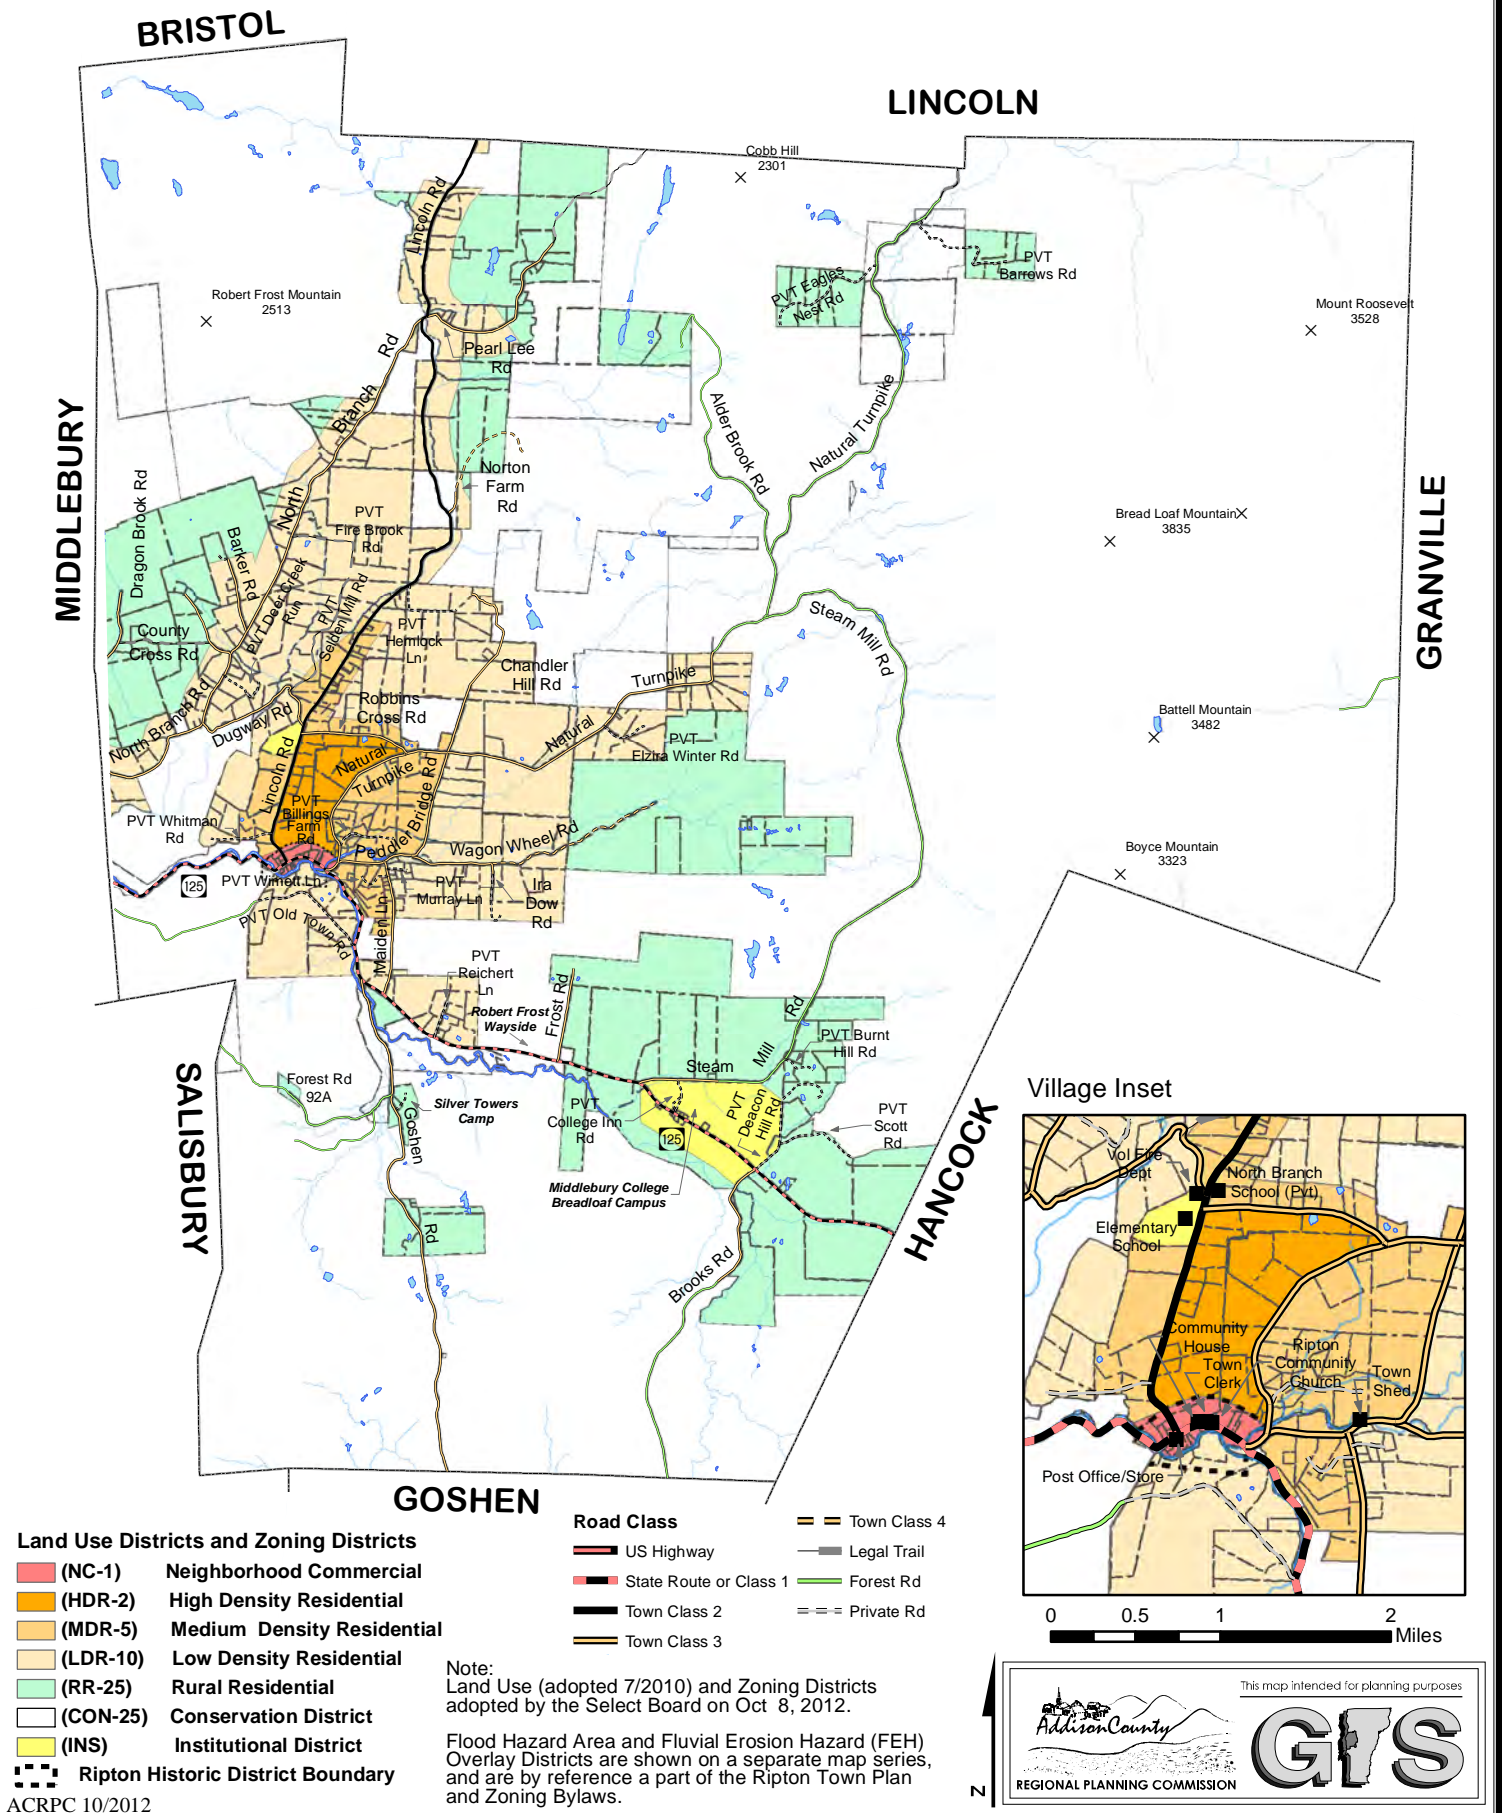 BRISTOL
LINCOLN
Cobb Hill
2301
Lincoln Rd
PVT
Barrows Rd
PVT Eagles
Nest Rd
Robert Frost Mountain
2513
Mount Roosevelt
3528
Pearl Lee
Rd
North Branch Rd
Alder Brook Rd
Natural Turnpike
MIDDLEBURY
GRANVILLE
Norton
Farm
Rd
Dragon Brook Rd
PVT
Fire Brook
Rd
Bread Loaf Mountain
3835
Barker Rd
PVT Deer Creek
Run
PVT
Selden Mill Rd
PVT
Hemlock
Ln
Steam Mill Rd
County
Cross Rd
Chandler
Hill Rd
Turnpike
Natural
Robbins
Cross Rd
North Branch Rd
Dugway Rd
Battell Mountain
3482
PVT
Elzira Winter Rd
Lincoln Rd
Natural
Turnpike
Peddler Bridge Rd
PVT
Billings
Farm
Rd
PVT Whitman
Rd
Wagon Wheel Rd
Boyce Mountain
3323
125
PVT Wimett Ln
PVT
Murray Ln
Ira
Dow
Rd
PVT Old Town Rd
Maiden Ln
PVT
Reichert
Ln
Frost Rd
Robert Frost
Wayside
Steam Mill Rd
PVT Burnt
Hill Rd
SALISBURY
Forest Rd
92A
Silver Towers
Camp
Goshen
Rd
PVT
College Inn
Rd
PVT
Deacon
Hill Rd
125
PVT
Scott
Rd
Middlebury College
Breadloaf Campus
HANCOCK
Brooks Rd
GOSHEN
Village Inset
Vol Fire
Dept
North Branch
School (Pvt)
Elementary
School
Community
House
Town
Clerk
Ripton
Community
Church
Town
Shed
Post Office/Store
0 0.5 1 2
Miles
Land Use Districts and Zoning Districts
(NC-1) Neighborhood Commercial
(HDR-2) High Density Residential
(MDR-5) Medium Density Residential
(LDR-10) Low Density Residential
(RR-25) Rural Residential
(CON-25) Conservation District
(INS) Institutional District
Ripton Historic District Boundary
ACRPC 10/2012
Road Class
US Highway
State Route or Class 1
Town Class 2
Town Class 3
Town Class 4
Legal Trail
Forest Rd
Private Rd
Note:
Land Use (adopted 7/2010) and Zoning Districts
adopted by the Select Board on Oct 8, 2012.
Flood Hazard Area and Fluvial Erosion Hazard (FEH)
Overlay Districts are shown on a separate map series,
and are by reference a part of the Ripton Town Plan
and Zoning Bylaws.
N
Addison County
REGIONAL PLANNING COMMISSION
This map intended for planning purposes
GIS